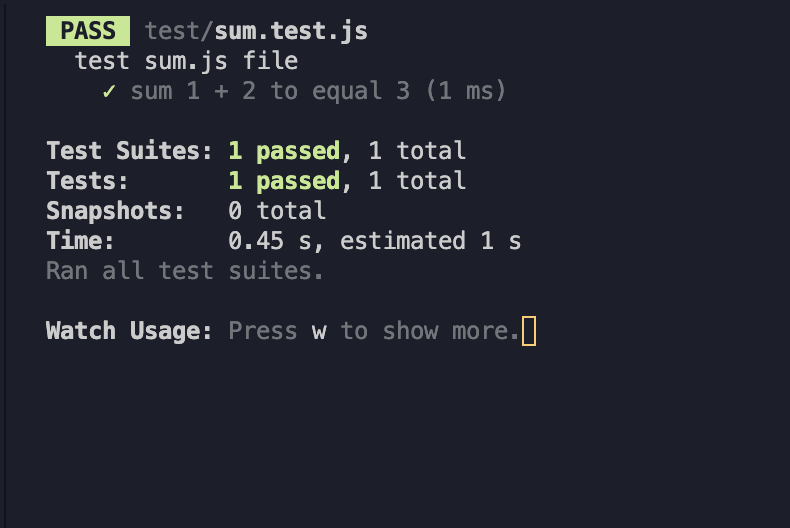 PASS test/sum.test.js
test sum.js file
✓ sum 1 + 2 to equal 3 (1 ms)
Test Suites: 1 passed, 1 total
Tests: 1 passed, 1 total
Snapshots: 0 total
Time: 0.45 s, estimated 1 s
Ran all test suites.
Watch Usage: Press w to show more.